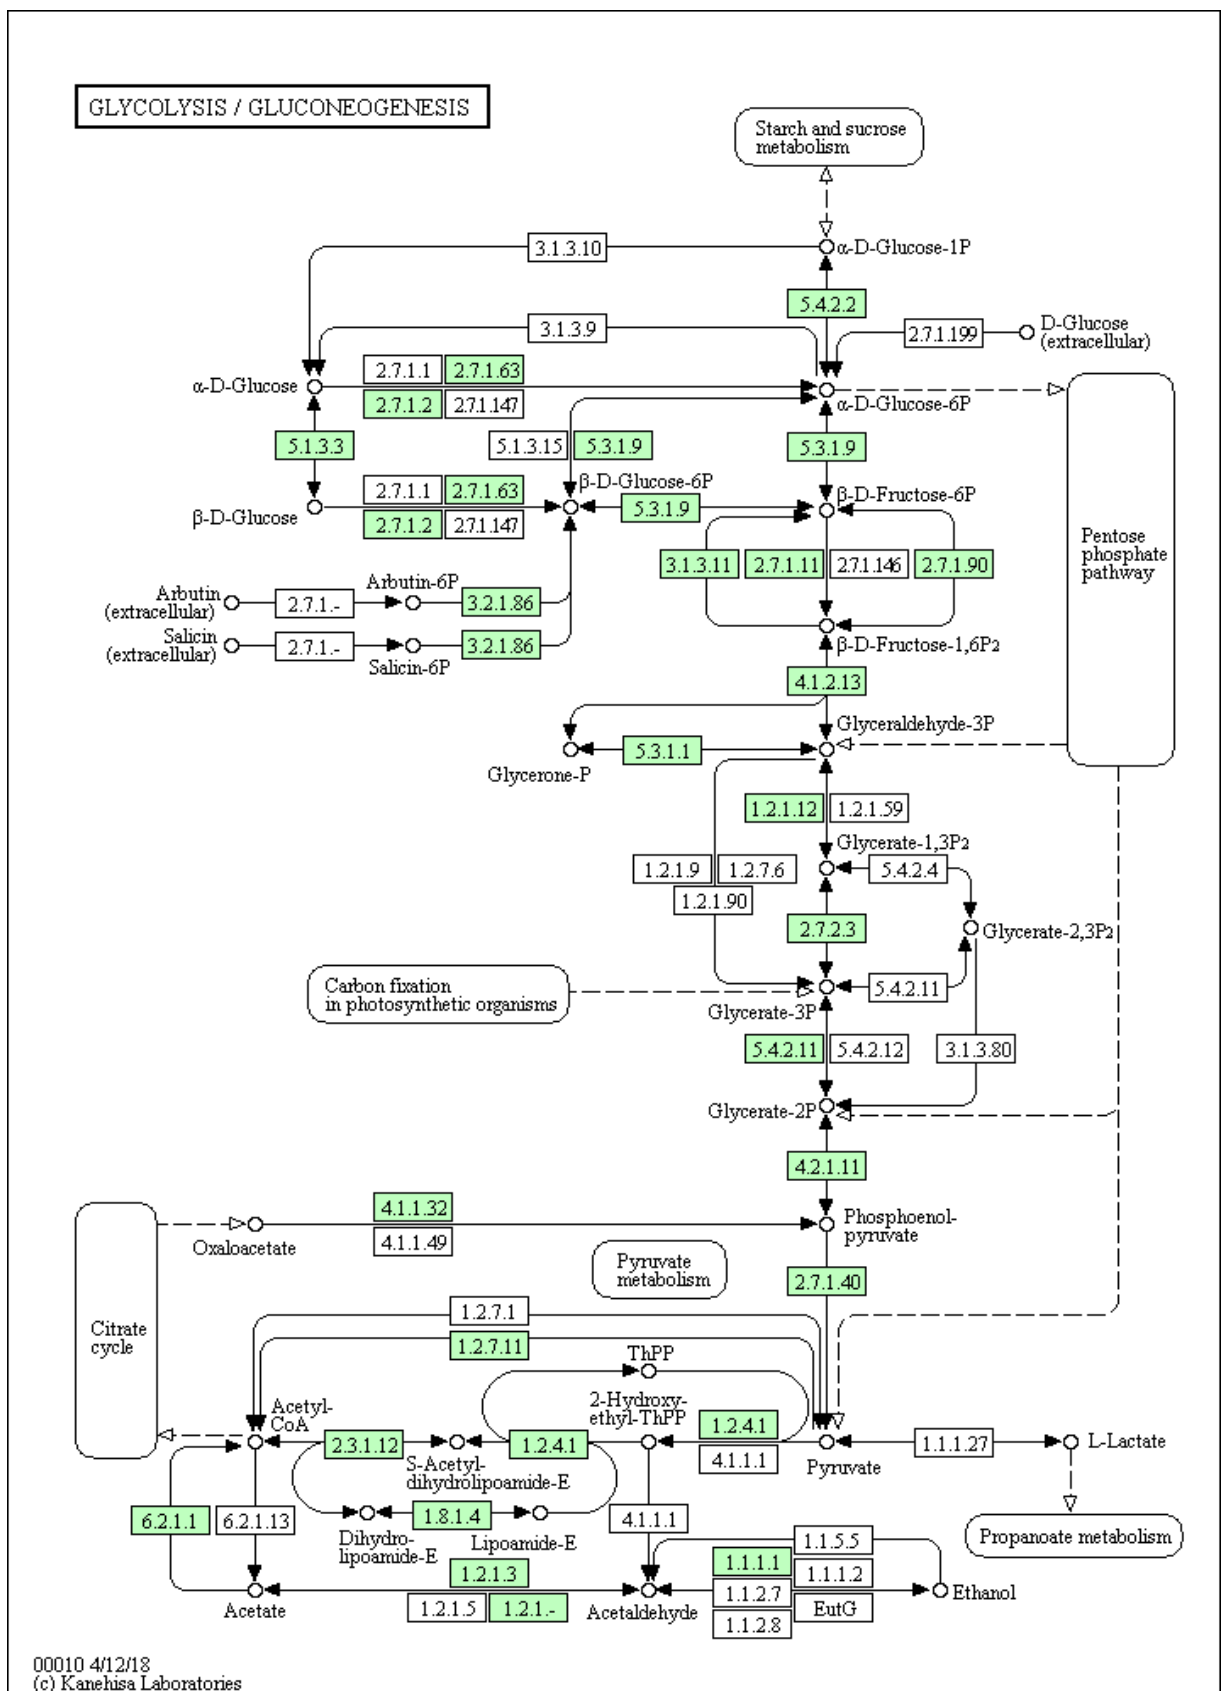 GLYCOLYSIS / GLUCONEOGENESIS
Starch and sucrose
metabolism
3.1.3.10
α-D-Glucose-1P
5.4.2.2
3.1.3.9
2.7.1.199
D-Glucose
(extracellular)
2.7.1.1
2.7.1.63
α-D-Glucose
2.7.1.2
2.7.1.147
α-D-Glucose-6P
5.1.3.3
5.1.3.15
5.3.1.9
5.3.1.9
2.7.1.1
2.7.1.63
β-D-Glucose-6P
β-D-Fructose-6P
β-D-Glucose
2.7.1.2
2.7.1.147
5.3.1.9
Pentose
phosphate
pathway
3.1.3.11
2.7.1.11
2.7.1.146
2.7.1.90
Arbutin
(extracellular)
2.7.1.-
Arbutin-6P
3.2.1.86
Salicin
(extracellular)
2.7.1.-
Salicin-6P
3.2.1.86
β-D-Fructose-1,6P2
4.1.2.13
Glyceraldehyde-3P
Glycerone-P
5.3.1.1
1.2.1.12
1.2.1.59
Glycerate-1,3P2
1.2.1.9
1.2.7.6
1.2.1.90
5.4.2.4
2.7.2.3
Glycerate-2,3P2
Carbon fixation
in photosynthetic organisms
Glycerate-3P
5.4.2.11
5.4.2.11
5.4.2.12
3.1.3.80
Glycerate-2P
4.2.1.11
4.1.1.32
Oxaloacetate
4.1.1.49
Phosphoenol-
pyruvate
Pyruvate
metabolism
2.7.1.40
Citrate
cycle
1.2.7.1
1.2.7.11
ThPP
Acetyl-
CoA
2-Hydroxy-
ethyl-ThPP
2.3.1.12
S-Acetyl-
dihydrolipoamide-E
1.2.4.1
1.2.4.1
4.1.1.1
Pyruvate
1.1.1.27
L-Lactate
6.2.1.1
6.2.1.13
Dihydro-
lipoamide-E
1.8.1.4
Lipoamide-E
4.1.1.1
Propanoate metabolism
1.1.5.5
1.2.1.3
1.1.1.1
1.1.1.2
Acetate
1.2.1.5
1.2.1.-
Acetaldehyde
1.1.2.7
EutG
1.1.2.8
Ethanol
00010 4/12/18
(c) Kanehisa Laboratories